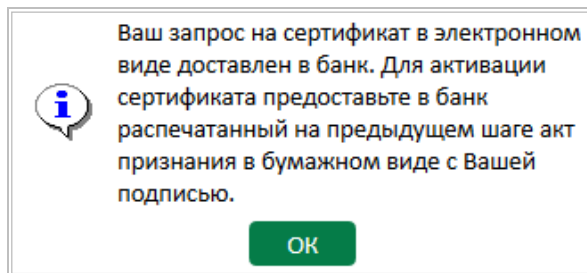 Ваш запрос на сертификат в электронном
виде доставлен в банк. Для активации
сертификата предоставьте в банк
распечатанный на предыдущем шаге акт
признания в бумажном виде с Вашей
подписью.
ОК